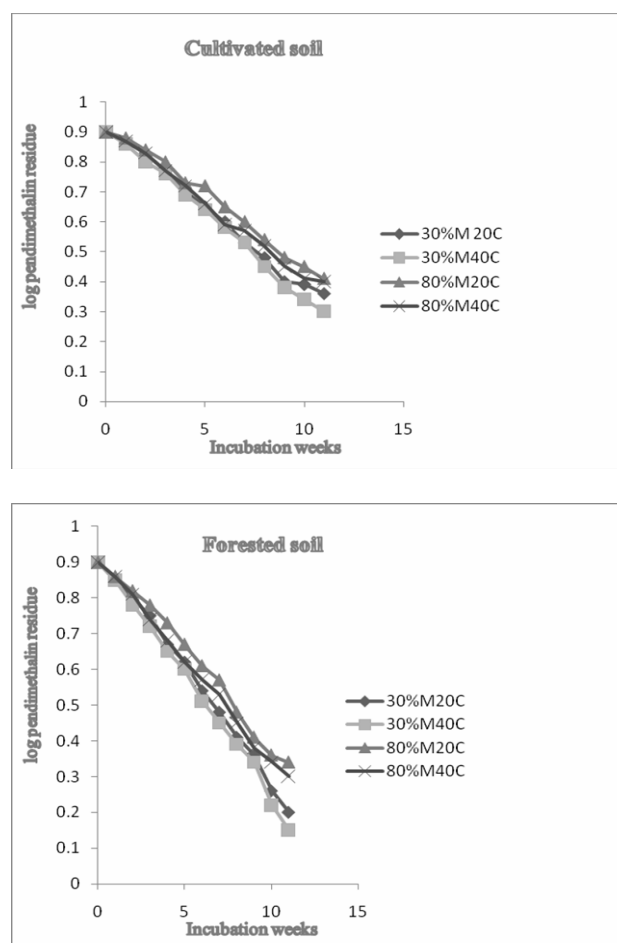 Cultivated soil
1
0.9
0.8
0.7
0.6
0.5
0.4
0.3
0.2
0.1
0
log pendimethalin residue
0 5 10 15
Incubation weeks
30%M 20C
30%M40C
80%M20C
80%M40C
Forested soil
1
0.9
0.8
0.7
0.6
0.5
0.4
0.3
0.2
0.1
0
log pendimethalin residue
0 5 10 15
Incubation weeks
30%M20C
30%M40C
80%M20C
80%M40C